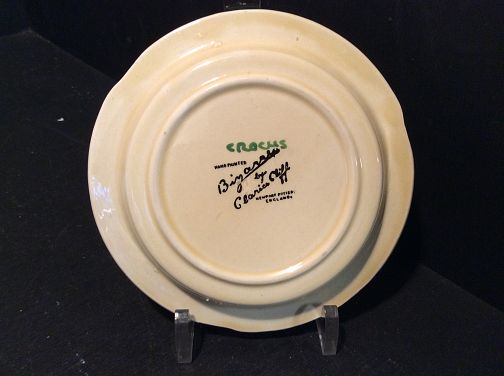 CROCUS
HAND PAINTED
Bizarre
by
Clarice Cliff
NEWPORT POTTERY
ENGLAND.